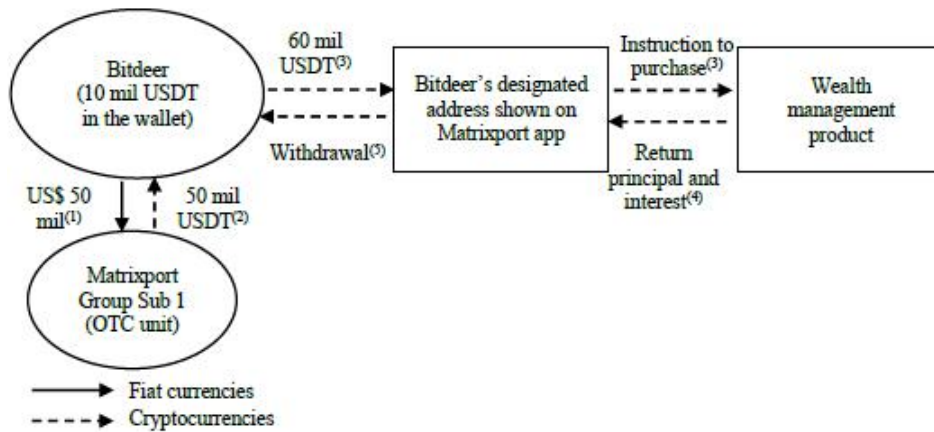 Bitdeer
(10 mil USDT
in the wallet)
60 mil
USDT(3)
Withdrawal(5)
Bitdeer's designated
address shown on
Matrixport app
Instruction to
purchase(3)
Return
principal and
interest(4)
Wealth
management
product
US$ 50
mil(1)
50 mil
USDT(2)
Matrixport
Group Sub 1
(OTC unit)
Fiat currencies
Cryptocurrencies